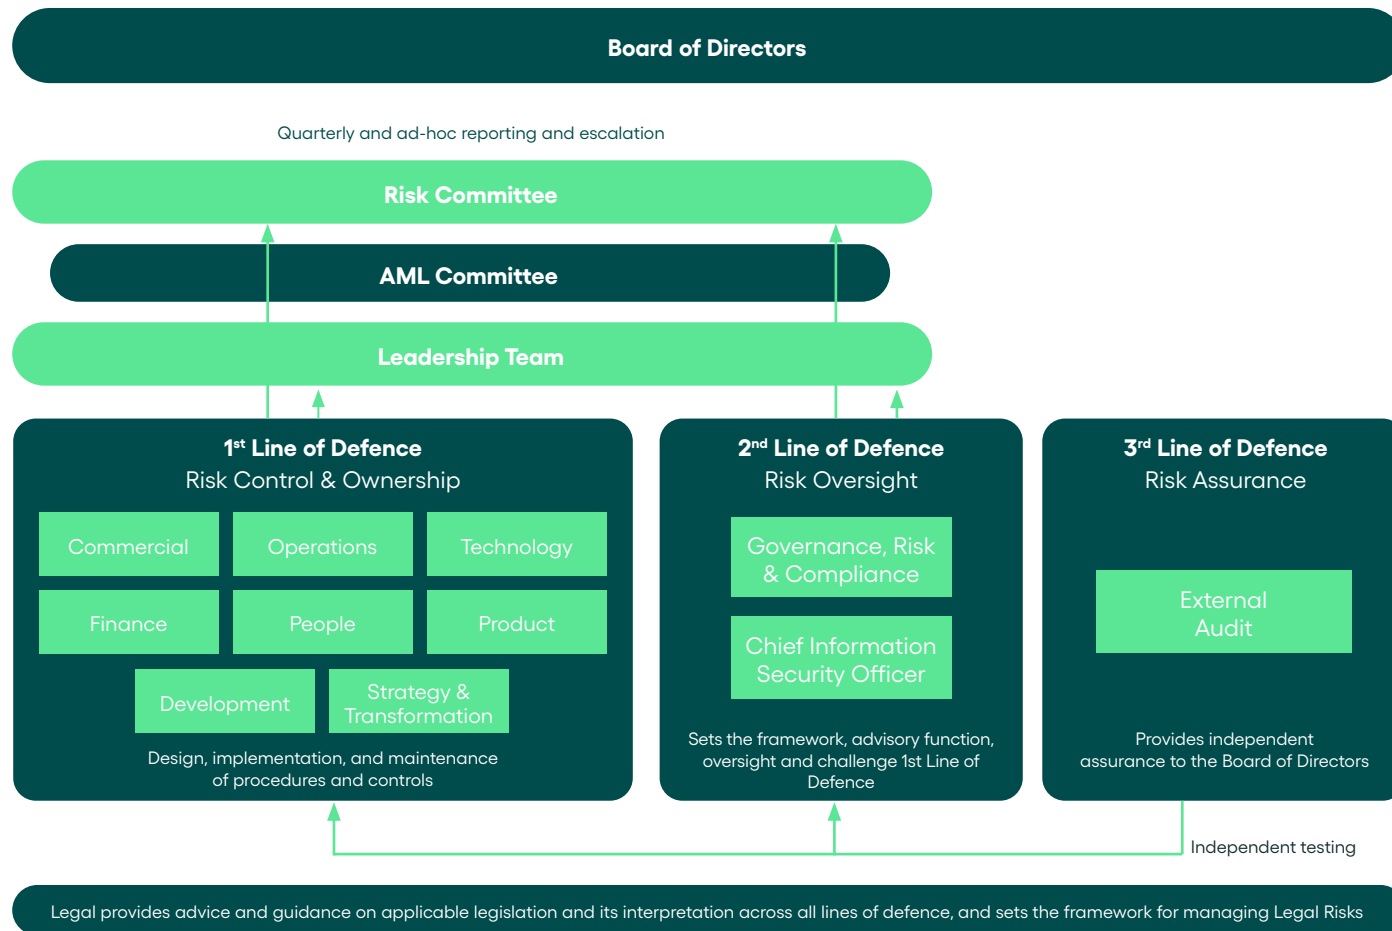 Board of Directors
Quarterly and ad-hoc reporting and escalation
Risk Committee
AML Committee
Leadership Team
1st Line of Defence
Risk Control & Ownership
Commercial
Operations
Technology
Finance
People
Product
Development
Strategy &
Transformation
Design, implementation, and maintenance
of procedures and controls
2nd Line of Defence
Risk Oversight
Governance, Risk
& Compliance
Chief Information
Security Officer
Sets the framework, advisory function,
oversight and challenge 1st Line of
Defence
3rd Line of Defence
Risk Assurance
External
Audit
Provides independent
assurance to the Board of Directors
Independent testing
Legal provides advice and guidance on applicable legislation and its interpretation across all lines of defence, and sets the framework for managing Legal Risks